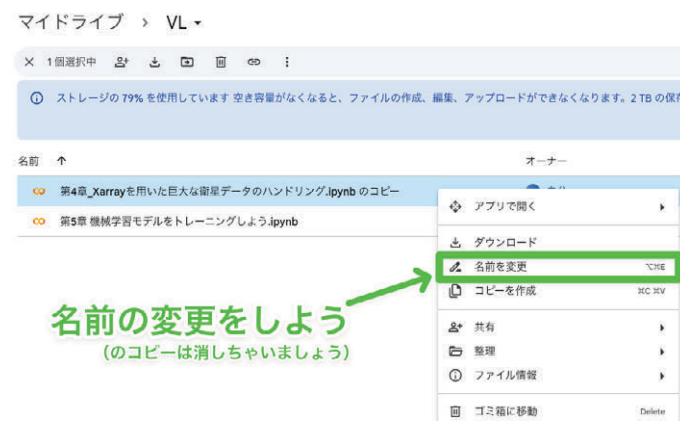 マイドライブ > VL
1個選択中
ストレージの 79% を使用しています 空き容量がなくなると、ファイルの作成、編集、アップロードができなくなります。2 TB の保存
名前 ↑ オーナー
第4章_Xarrayを用いた巨大な衛星データのハンドリング.ipynb のコピー
第5章 機械学習モデルをトレーニングしよう.ipynb
アプリで開く
ダウンロード
名前を変更 ⌥⌘E
コピーを作成 ⌘C ⌘V
共有
整理
ファイル情報
ゴミ箱に移動 Delete
名前の変更をしよう
(のコピーは消しちゃいましょう)